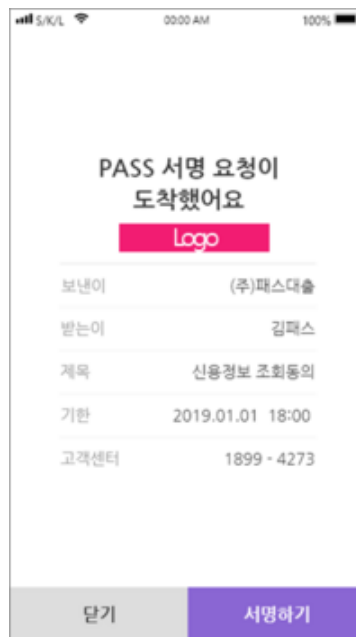 S/K/L 00:00 AM 100%
PASS 서명 요청이
도착했어요
Logo
보낸이 (주)패스대출
받는이 김패스
제목 신용정보 조회동의
기한 2019.01.01 18:00
고객센터 1899 - 4273
닫기 서명하기